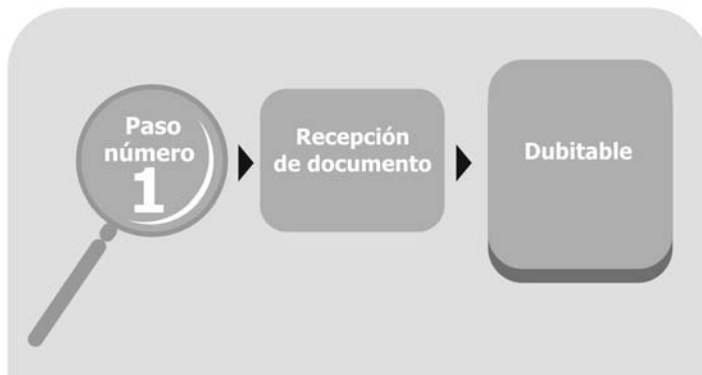 Paso
número
1
Recepción
de documento
Dubitable